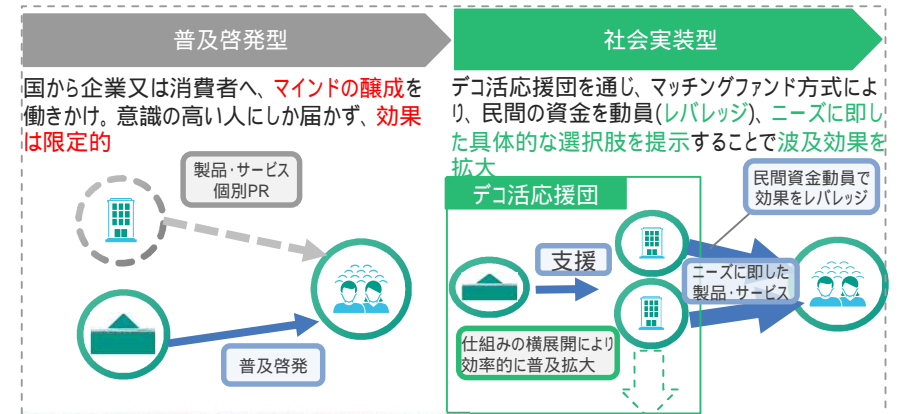 普及啓発型
国から企業又は消費者へ、マインドの醸成を
働きかけ。意識の高い人にしか届かず、効果
は限定的
製品・サービス
個別PR
普及啓発
社会実装型
デコ活応援団を通じ、マッチングファンド方式によ
り、民間の資金を動員(レバレッジ)、ニーズに即し
た具体的な選択肢を提示することで波及効果を
拡大
デコ活応援団
民間資金動員で
効果をレバレッジ
支援
ニーズに即した
製品・サービス
仕組みの横展開により
効率的に普及拡大